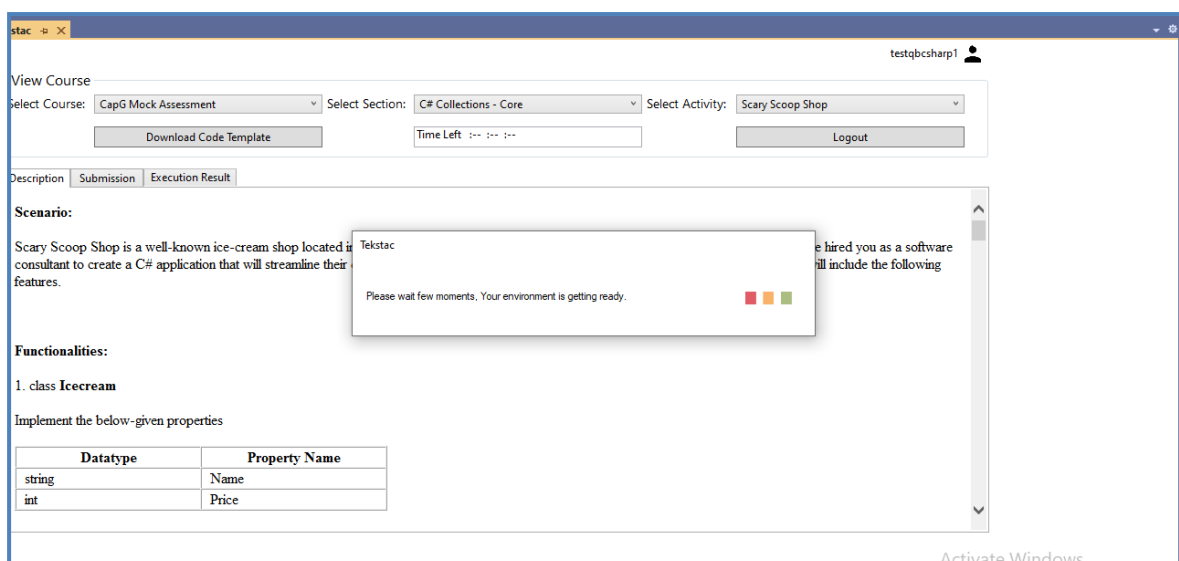 stac
testqbcsharp1
View Course
Select Course: CapG Mock Assessment Select Section: C# Collections - Core Select Activity: Scary Scoop Shop
Download Code Template Time Left :-- :-- :-- Logout
Description Submission Execution Result
Scenario:
Scary Scoop Shop is a well-known ice-cream shop located i e hired you as a software
consultant to create a C# application that will streamline their ill include the following
features.
Tekstac
Please wait few moments, Your environment is getting ready.
Functionalities:
1. class Icecream
Implement the below-given properties
Datatype Property Name
string Name
int Price
Activate Windows